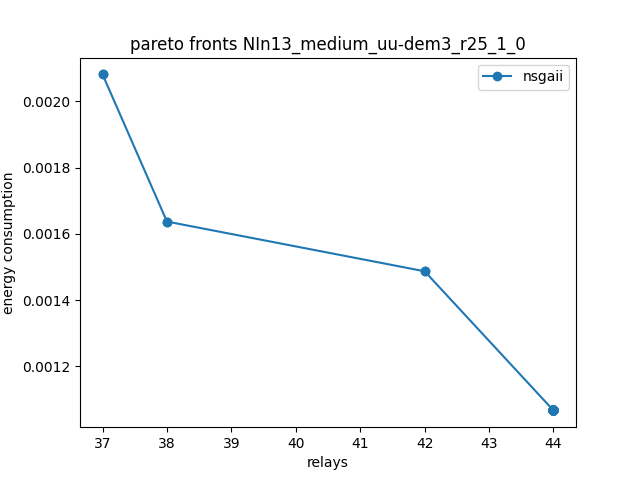 pareto fronts NIn13_medium_uu-dem3_r25_1_0
nsgaii
energy consumption
0.0020
0.0018
0.0016
0.0014
0.0012
37 38 39 40 41 42 43 44
relays